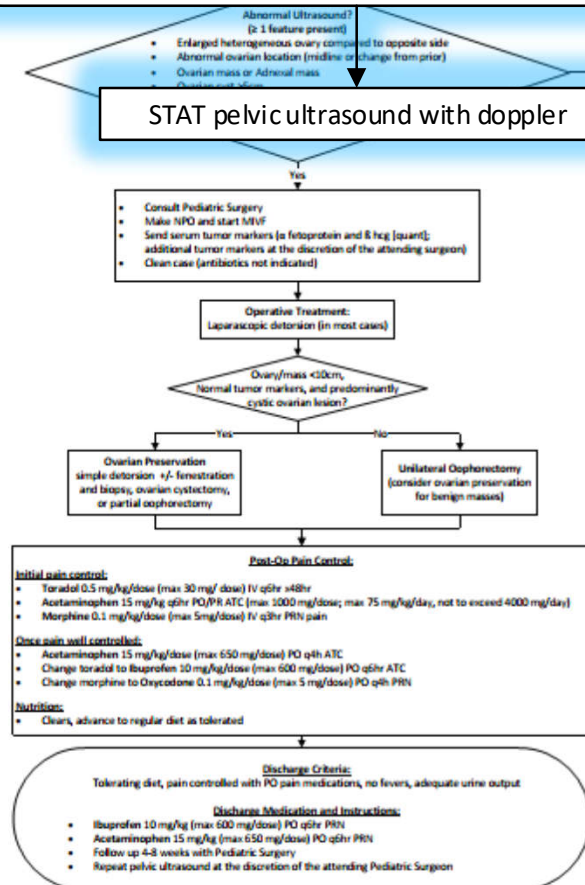 Abnormal Ultrasound?
(≥ 1 feature present)
• Enlarged heterogeneous ovary compared to opposite side
• Abnormal ovarian location (midline or change from prior)
• Ovarian mass or Adnexal mass
STAT pelvic ultrasound with doppler
Yes
• Consult Pediatric Surgery
• Make NPO and start MIVF
• Send serum tumor markers (α fetoprotein and ß hcg [quant];
additional tumor markers at the discretion of the attending surgeon)
• Clean case (antibiotics not indicated)
Operative Treatment:
Laparascopic detorsion (in most cases)
Ovary/mass <10cm,
Normal tumor markers, and predominantly
cystic ovarian lesion?
Yes
No
Ovarian Preservation
simple detorsion +/- fenestration
and biopsy, ovarian cystectomy,
or partial oophorectomy
Unilateral Oophorectomy
(consider ovarian preservation
for benign masses)
Post-Op Pain Control:
Initial pain control:
• Toradol 0.5 mg/kg/dose (max 30 mg/ dose) IV q6hr x48hr
• Acetaminophen 15 mg/kg q6hr PO/PR ATC (max 1000 mg/dose; max 75 mg/kg/day, not to exceed 4000 mg/day)
• Morphine 0.1 mg/kg/dose (max 5mg/dose) IV q3hr PRN pain
Once pain well controlled:
• Acetaminophen 15 mg/kg/dose (max 650 mg/dose) PO q4h ATC
• Change toradol to Ibuprofen 10 mg/kg/dose (max 600 mg/dose) PO q6hr ATC
• Change morphine to Oxycodone 0.1 mg/kg/dose (max 5 mg/dose) PO q4h PRN
Nutrition:
• Clears, advance to regular diet as tolerated
Discharge Criteria:
Tolerating diet, pain controlled with PO pain medications, no fevers, adequate urine output
Discharge Medication and Instructions:
• Ibuprofen 10 mg/kg (max 600 mg/dose) PO q6hr PRN
• Acetaminophen 15 mg/kg (max 650 mg/dose) PO q6hr PRN
• Follow up 4-8 weeks with Pediatric Surgery
• Repeat pelvic ultrasound at the discretion of the attending Pediatric Surgeon